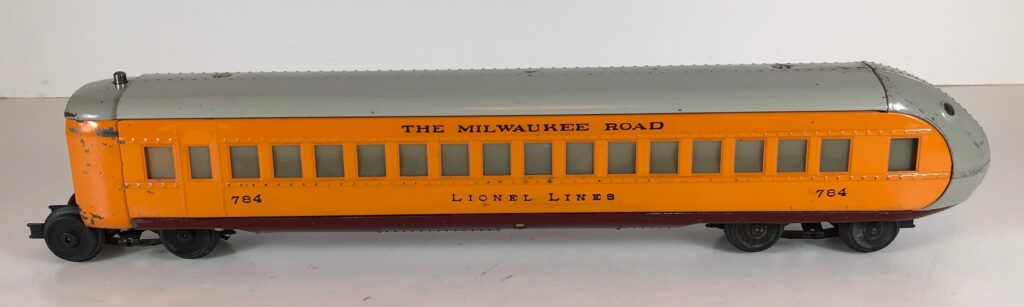 THE MILWAUKEE ROAD
784 LIONEL LINES 784